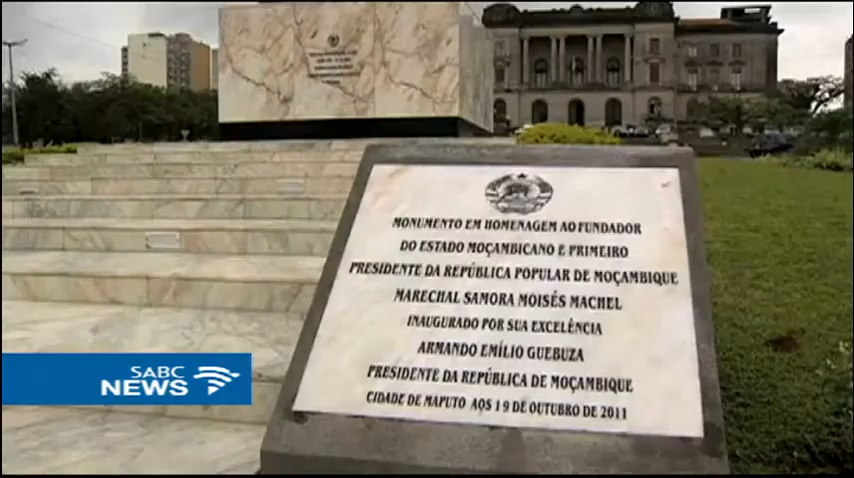 MONUMENTO EM HOMENAGEM AO FUNDADOR
DO ESTADO MOÇAMBICANO E PRIMEIRO
PRESIDENTE DA REPÚBLICA POPULAR DE MOÇAMBIQUE
MARECHAL SAMORA MOISÉS MACHEL
INAUGURADO POR SUA EXCELÊNCIA
ARMANDO EMÍLIO GUEBUZA
PRESIDENTE DA REPÚBLICA DE MOÇAMBIQUE
CIDADE DE MAPUTO AOS 19 DE OUTUBRO DE 2011
SABC
NEWS